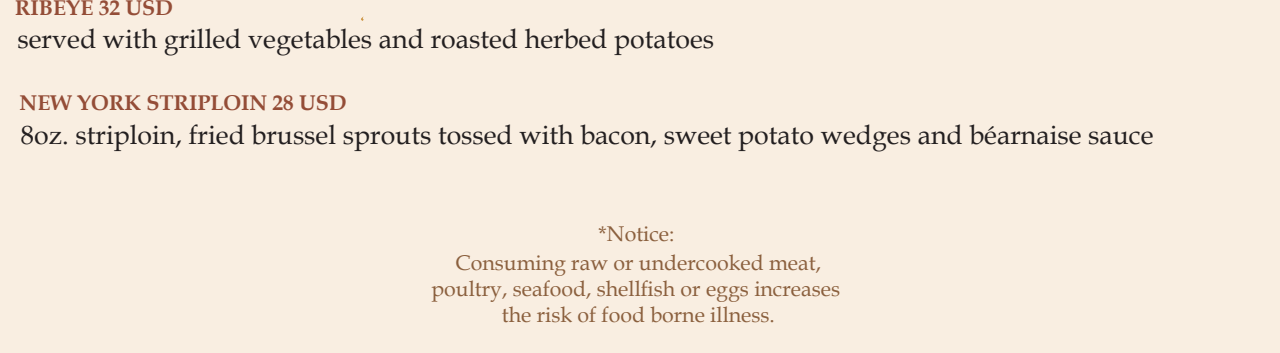 RIBEYE 32 USD
served with grilled vegetables and roasted herbed potatoes
NEW YORK STRIPLOIN 28 USD
8oz. striploin, fried brussel sprouts tossed with bacon, sweet potato wedges and béarnaise sauce
*Notice:
Consuming raw or undercooked meat,
poultry, seafood, shellfish or eggs increases
the risk of food borne illness.